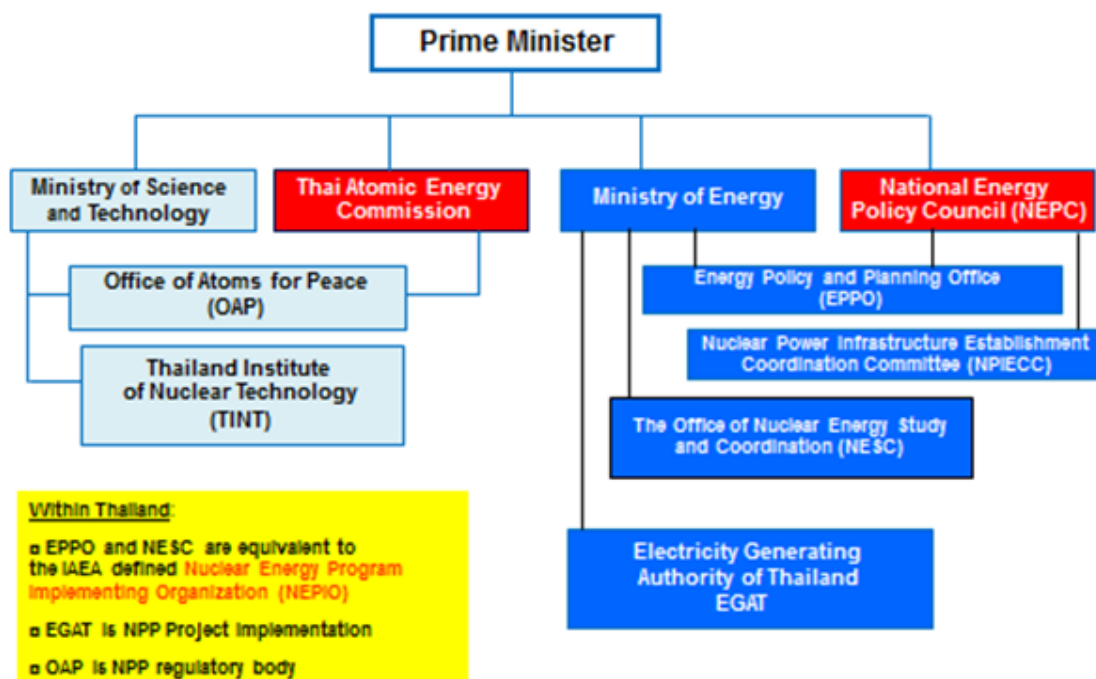 Prime Minister
Ministry of Science
and Technology
Thai Atomic Energy
Commission
Ministry of Energy
National Energy
Policy Council (NEPC)
Office of Atoms for Peace
(OAP)
Energy Policy and Planning Office
(EPPO)
Nuclear Power Infrastructure Establishment
Coordination Committee (NPIECC)
Thailand Institute
of Nuclear Technology
(TINT)
The Office of Nuclear Energy Study
and Coordination (NESC)
Electricity Generating
Authority of Thailand
EGAT
Within Thailand:
¤ EPPO and NESC are equivalent to
the IAEA defined Nuclear Energy Program
Implementing Organization (NEPIO)
¤ EGAT is NPP Project Implementation
¤ OAP is NPP regulatory body